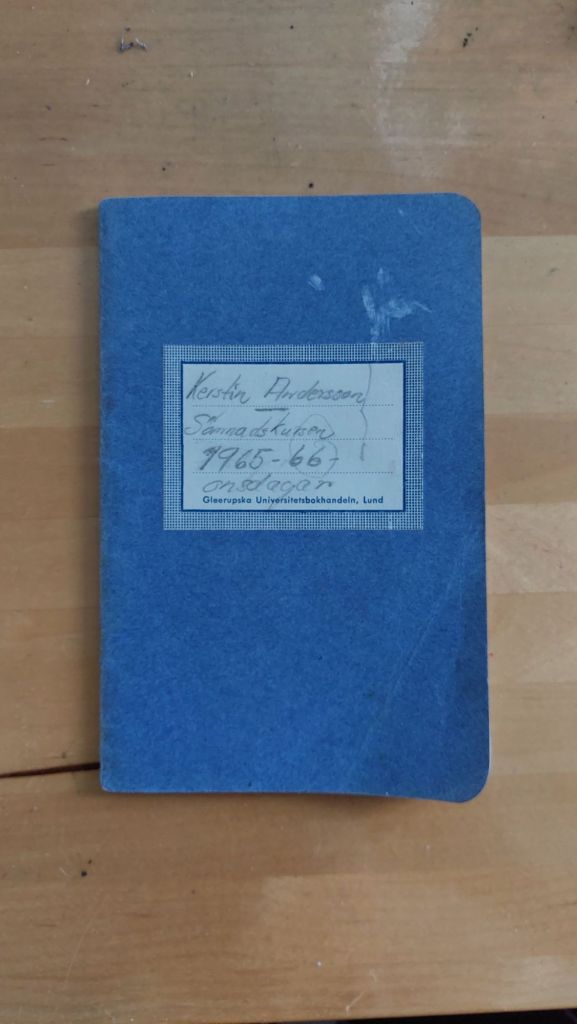 Kerstin Andersson
Sömnadskursen
1965-66
onsdagar
Gleerupska Universitetsbokhandeln, Lund